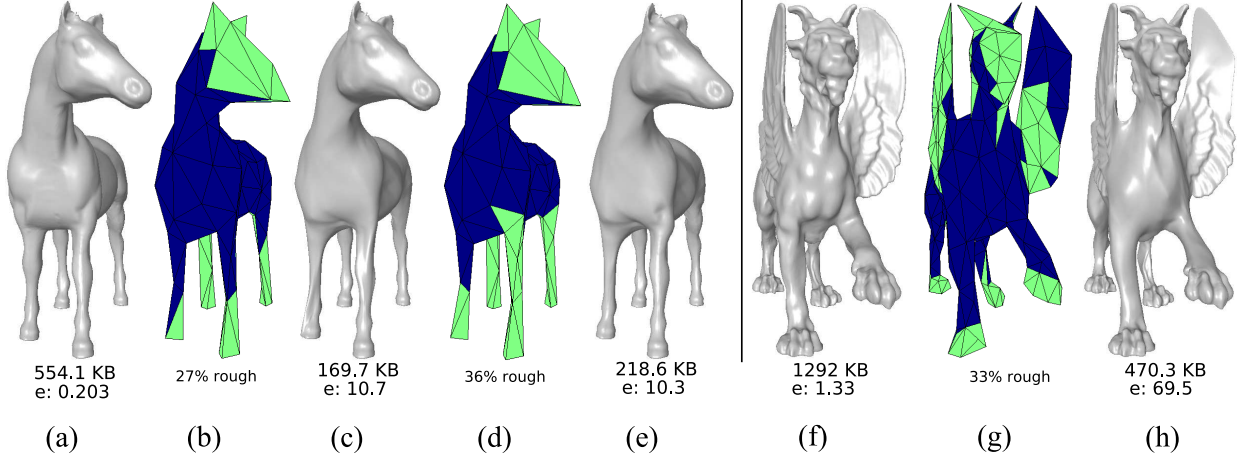 554.1 KB
e: 0.203
27% rough
169.7 KB
e: 10.7
36% rough
218.6 KB
e: 10.3
1292 KB
e: 1.33
33% rough
470.3 KB
e: 69.5
(a) (b) (c) (d) (e) (f) (g) (h)